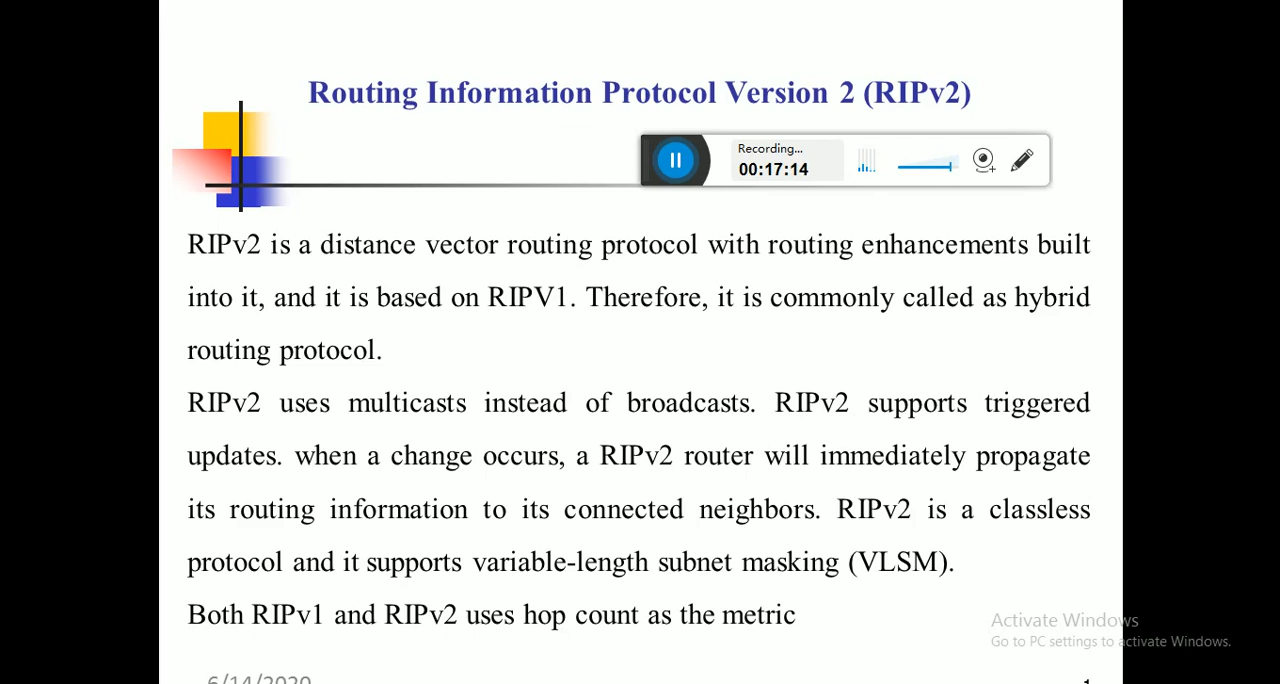 Routing Information Protocol Version 2 (RIPv2)
Recording...
00:17:14
RIPv2 is a distance vector routing protocol with routing enhancements built
into it, and it is based on RIPV1. Therefore, it is commonly called as hybrid
routing protocol.
RIPv2 uses multicasts instead of broadcasts. RIPv2 supports triggered
updates. when a change occurs, a RIPv2 router will immediately propagate
its routing information to its connected neighbors. RIPv2 is a classless
protocol and it supports variable-length subnet masking (VLSM).
Both RIPv1 and RIPv2 uses hop count as the metric
Activate Windows
Go to PC settings to activate Windows.
6/14/2020
1